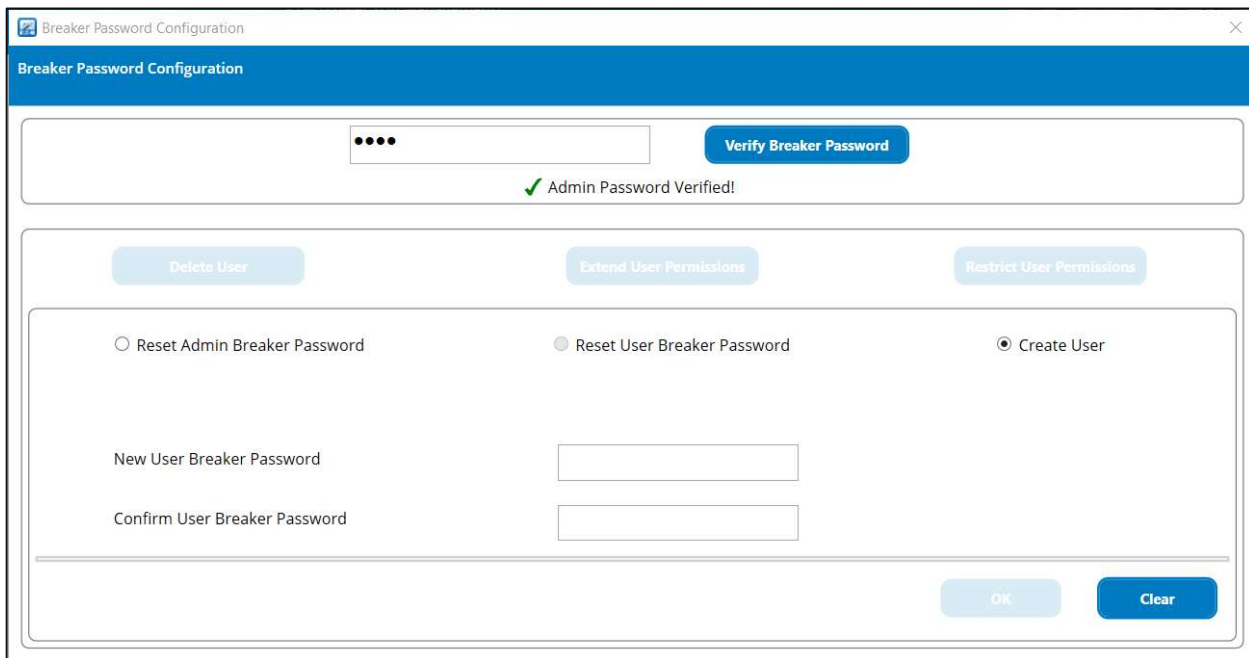 Breaker Password Configuration
Breaker Password Configuration
••••
Verify Breaker Password
Admin Password Verified!
Delete User
Extend User Permissions
Restrict User Permissions
Reset Admin Breaker Password
Reset User Breaker Password
Create User
New User Breaker Password
Confirm User Breaker Password
OK
Clear